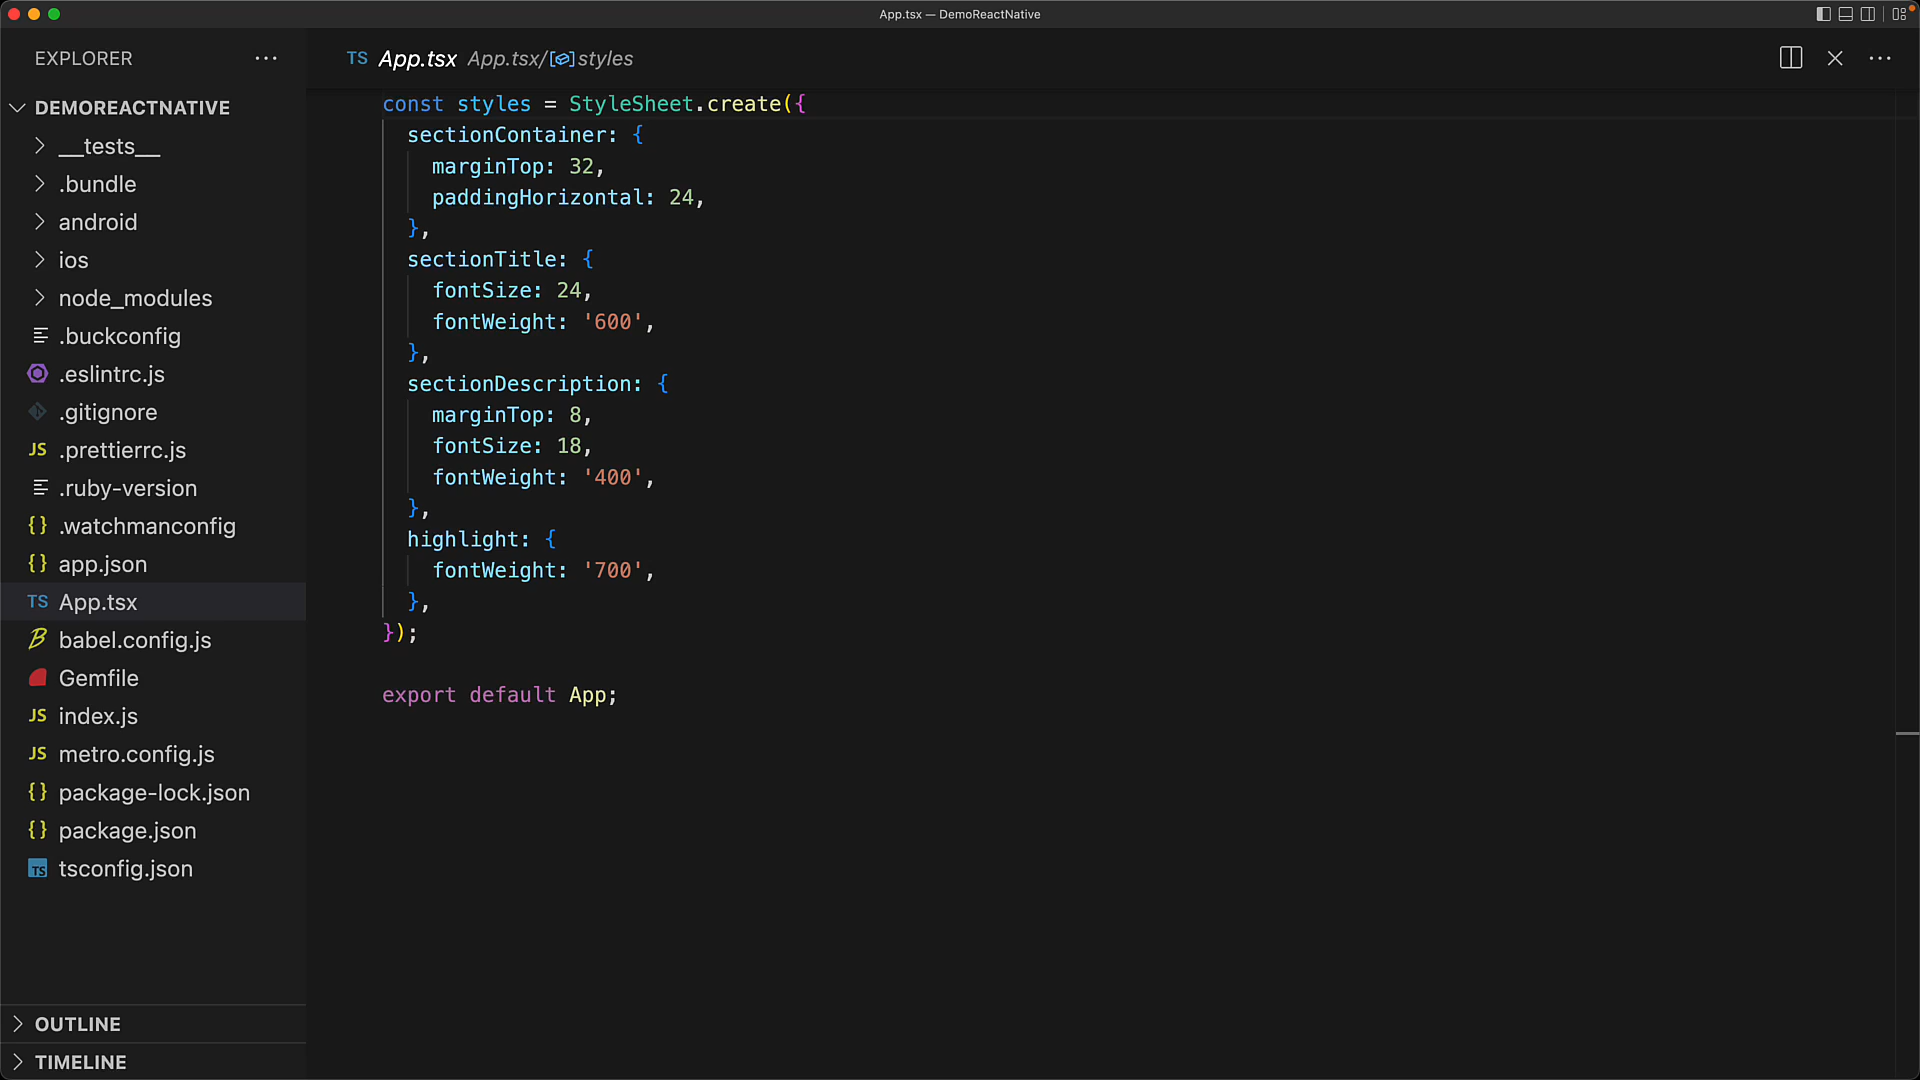 App.tsx — DemoReactNative
EXPLORER
DEMOREACTNATIVE
__tests__
.bundle
android
ios
node_modules
.buckconfig
.eslintrc.js
.gitignore
JS .prettierrc.js
.ruby-version
{} .watchmanconfig
{} app.json
TS App.tsx
babel.config.js
Gemfile
JS index.js
JS metro.config.js
{} package-lock.json
{} package.json
TS tsconfig.json
OUTLINE
TIMELINE
TS App.tsx App.tsx/styles
const styles = StyleSheet.create({
  sectionContainer: {
    marginTop: 32,
    paddingHorizontal: 24,
  },
  sectionTitle: {
    fontSize: 24,
    fontWeight: '600',
  },
  sectionDescription: {
    marginTop: 8,
    fontSize: 18,
    fontWeight: '400',
  },
  highlight: {
    fontWeight: '700',
  },
});
export default App;